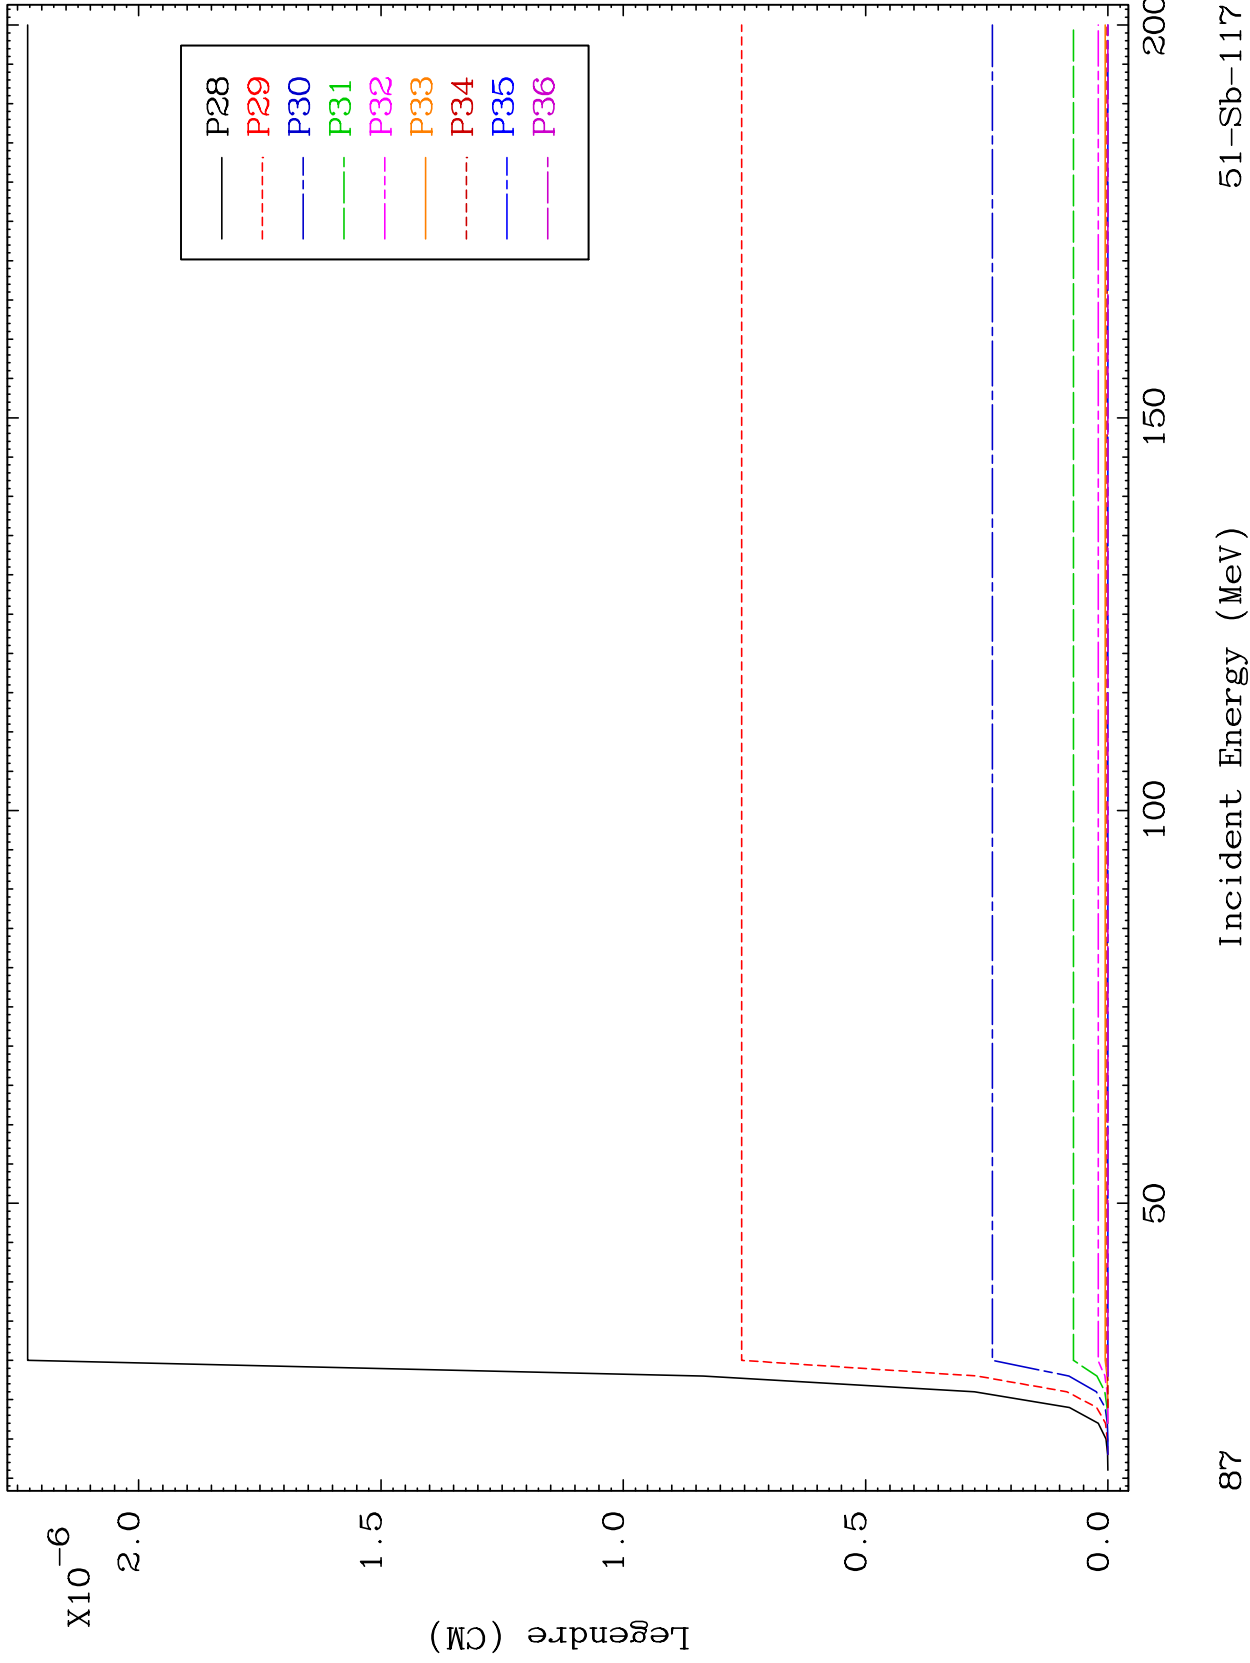 X10-6
2.0
1.5
1.0
0.5
0.0
Legendre (CM)
P28
P29
P30
P31
P32
P33
P34
P35
P36
50
100
150
200
87
Incident Energy (MeV)
51-Sb-117